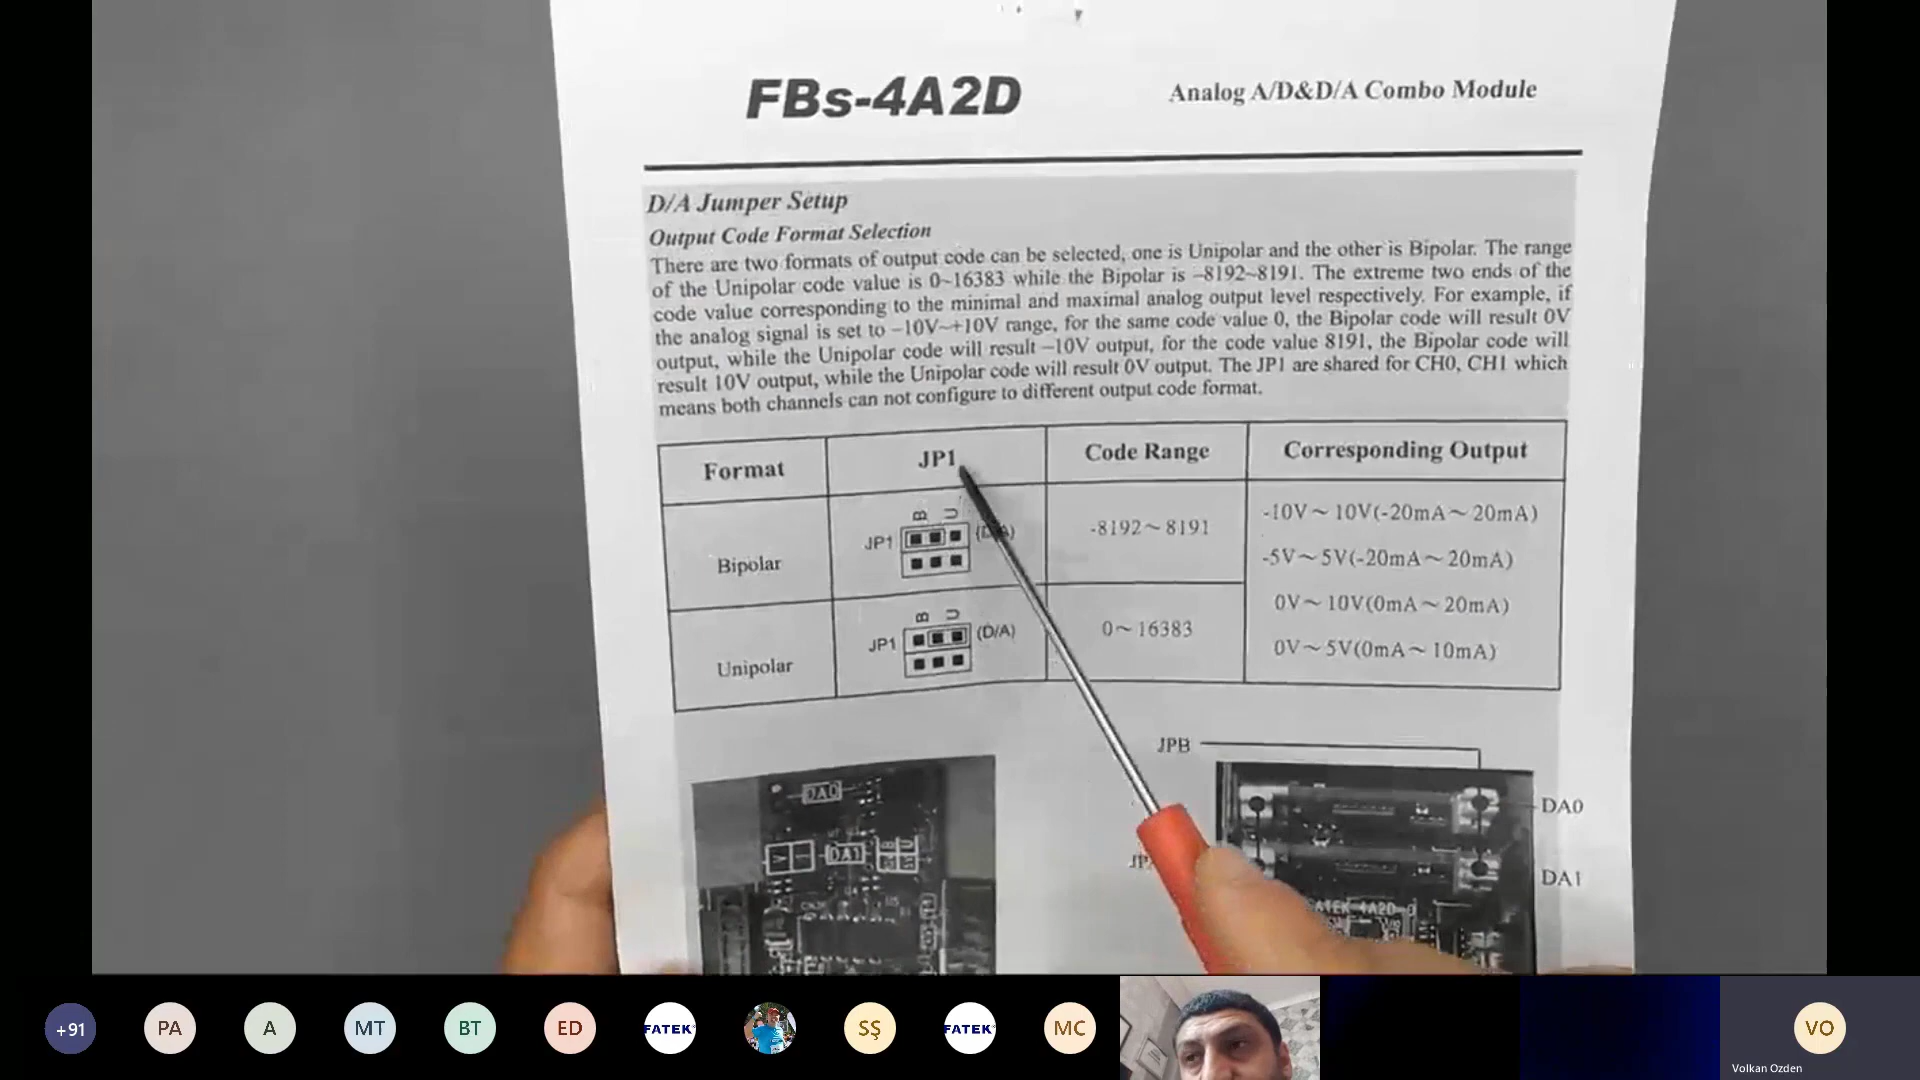 FBs-4A2D
Analog A/D&D/A Combo Module
D/A Jumper Setup
Output Code Format Selection
There are two formats of output code can be selected, one is Unipolar and the other is Bipolar. The range
of the Unipolar code value is 0~16383 while the Bipolar is –8192~8191. The extreme two ends of the
code value corresponding to the minimal and maximal analog output level respectively. For example, if
the analog signal is set to –10V~+10V range, for the same code value 0, the Bipolar code will result 0V
output, while the Unipolar code will result –10V output, for the code value 8191, the Bipolar code will
result 10V output, while the Unipolar code will result 0V output. The JP1 are shared for CH0, CH1 which
means both channels can not configure to different output code format.
Format JP1 Code Range Corresponding Output
Bipolar
B U
JP1
-8192～8191
-10V～10V(-20mA～20mA)
-5V～5V(-20mA～20mA)
0V～10V(0mA～20mA)
0V～5V(0mA～10mA)
Unipolar
B U
JP1 (D/A)
0～16383
JPB
DA0
DA0
DA1
DA1
+91 PA A MT BT ED FATEK SŞ FATEK MC VO
Volkan Ozden